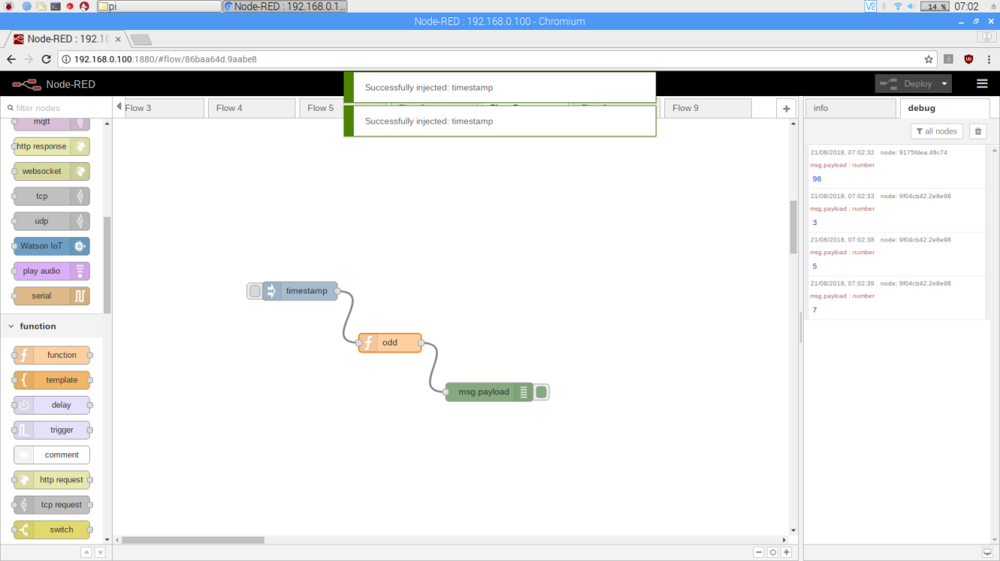 pi
Node-RED : 192.168.0.1...
14 %
07:02
Node-RED : 192.168.0.100 - Chromium
Node-RED : 192.16
192.168.0.100:1880/#flow/86baa64d.9aabe8
Node-RED
Deploy
Successfully injected: timestamp
Successfully injected: timestamp
filter nodes
Flow 3
Flow 4
Flow 5
Flow 9
info
debug
all nodes
mqtt
http response
websocket
tcp
udp
Watson IoT
play audio
serial
function
function
template
delay
trigger
comment
http request
tcp request
switch
timestamp
odd
msg.payload
21/08/2018, 07:02:32 node: 9175fdea.48c74
msg.payload : number
98
21/08/2018, 07:02:33 node: 9f04cb42.2e8e98
msg.payload : number
3
21/08/2018, 07:02:38 node: 9f04cb42.2e8e98
msg.payload : number
5
21/08/2018, 07:02:39 node: 9f04cb42.2e8e98
msg.payload : number
7